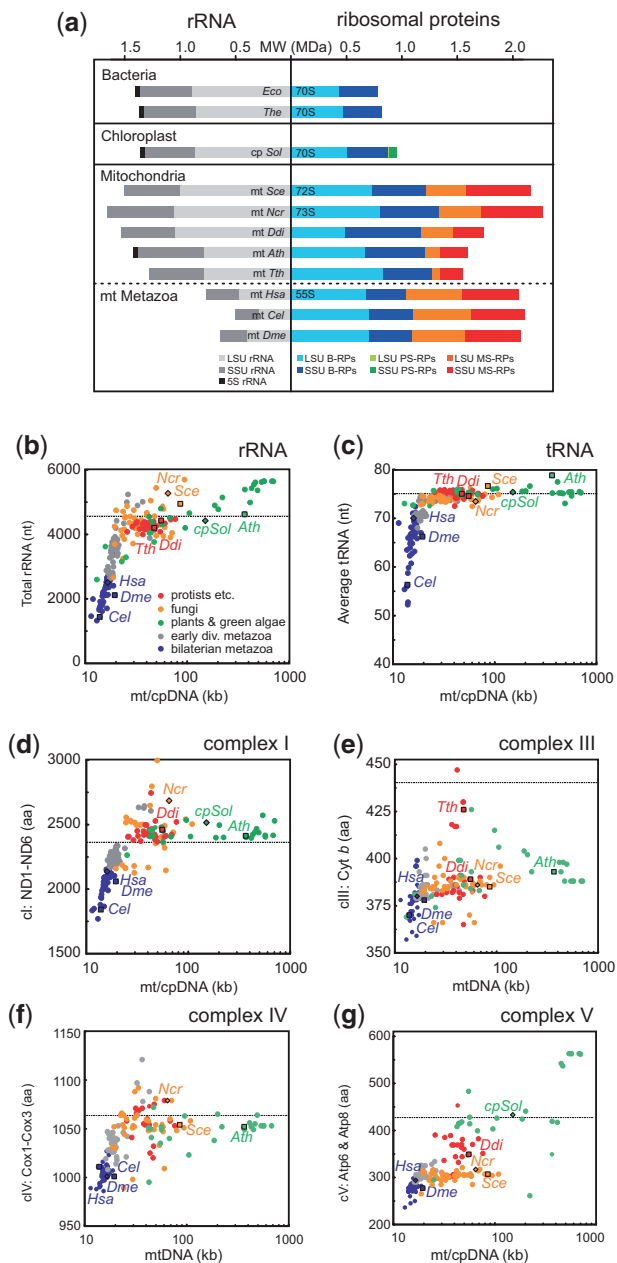 (a) rRNA ribosomal proteins
1.5 1.0 0.5 MW (MDa) 0.5 1.0 1.5 2.0
Bacteria
Eco 70S
The 70S
Chloroplast
cp Sol 70S
Mitochondria
mt Sce 72S
mt Ncr 73S
mt Ddi
mt Ath
mt Tth
mt Metazoa mt Hsa 55S
mt Cel
mt Dme
LSU rRNA LSU B-RPs LSU PS-RPs LSU MS-RPs
SSU rRNA SSU B-RPs SSU PS-RPs SSU MS-RPs
5S rRNA
(b) rRNA
6000
4000
2000
0
Total rRNA (nt)
Ncr
Sce
Tth
Ddi
cpSol
Ath
Hsa
Dme
Cel
protists etc.
fungi
plants & green algae
early div. metazoa
bilaterian metazoa
10 100 1000
mt/cpDNA (kb)
(c) tRNA
80
70
60
50
40
Average tRNA (nt)
Tth
Ddi
Sce
Ath
Ncr
cpSol
Hsa
Dme
Cel
10 100 1000
mt/cpDNA (kb)
(d) complex I
3000
2500
2000
1500
cI: ND1-ND6 (aa)
Ncr
Ddi
cpSol
Ath
Hsa
Dme
Cel
10 100 1000
mt/cpDNA (kb)
(e) complex III
450
425
400
375
350
cIII: Cyt b (aa)
Tth
Ddi
Ncr
Ath
Sce
Hsa
Dme
Cel
10 100 1000
mtDNA (kb)
(f) complex IV
1150
1100
1050
1000
950
cIV: Cox1-Cox3 (aa)
Ncr
Sce
Ath
Cel
Dme
Hsa
10 100 1000
mtDNA (kb)
(g) complex V
600
500
400
300
200
cV: Atp6 & Atp8 (aa)
cpSol
Ddi
Ncr
Sce
Hsa
Dme
10 100 1000
mt/cpDNA (kb)